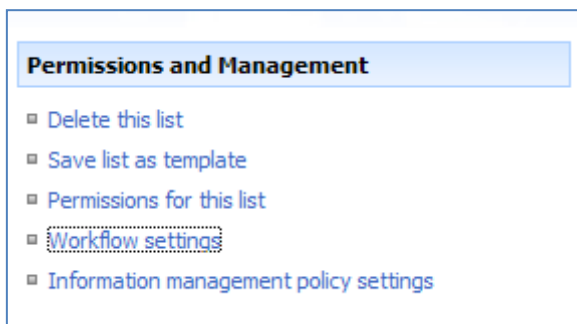 Permissions and Management
Delete this list
Save list as template
Permissions for this list
Workflow settings
Information management policy settings